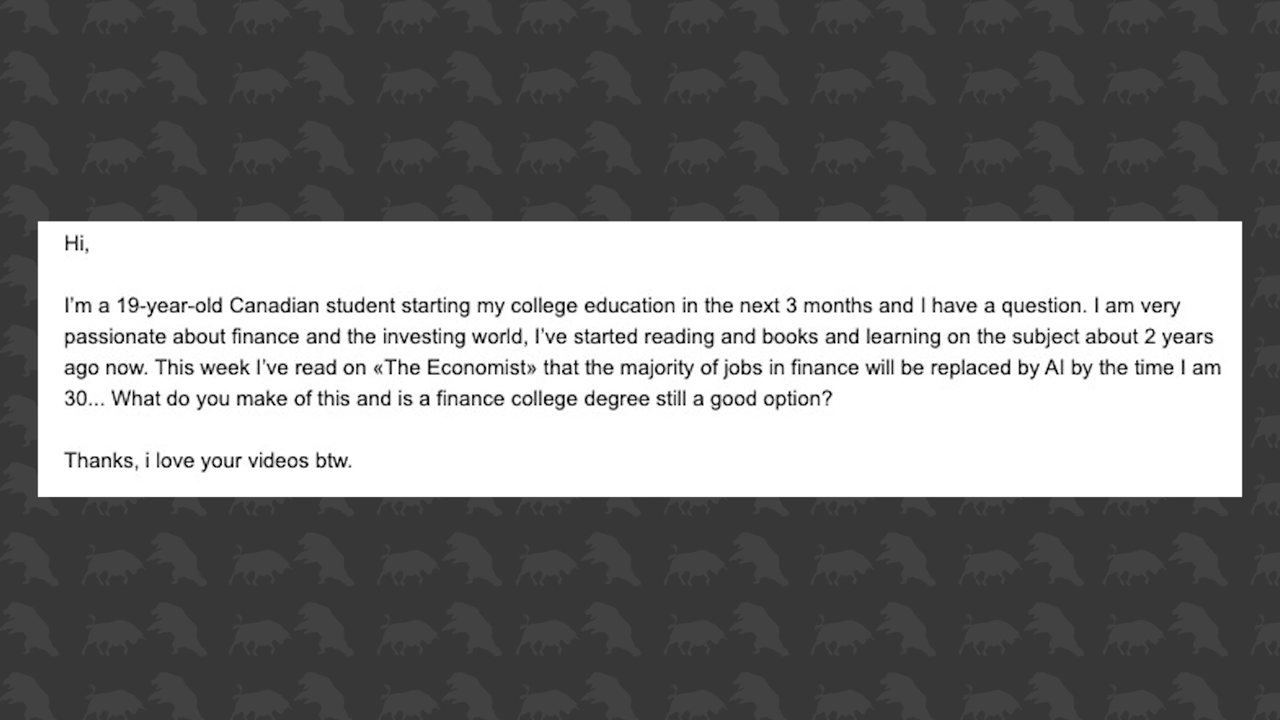 Hi,
I'm a 19-year-old Canadian student starting my college education in the next 3 months and I have a question. I am very
passionate about finance and the investing world, I've started reading and books and learning on the subject about 2 years
ago now. This week I've read on «The Economist» that the majority of jobs in finance will be replaced by AI by the time I am
30... What do you make of this and is a finance college degree still a good option?
Thanks, i love your videos btw.